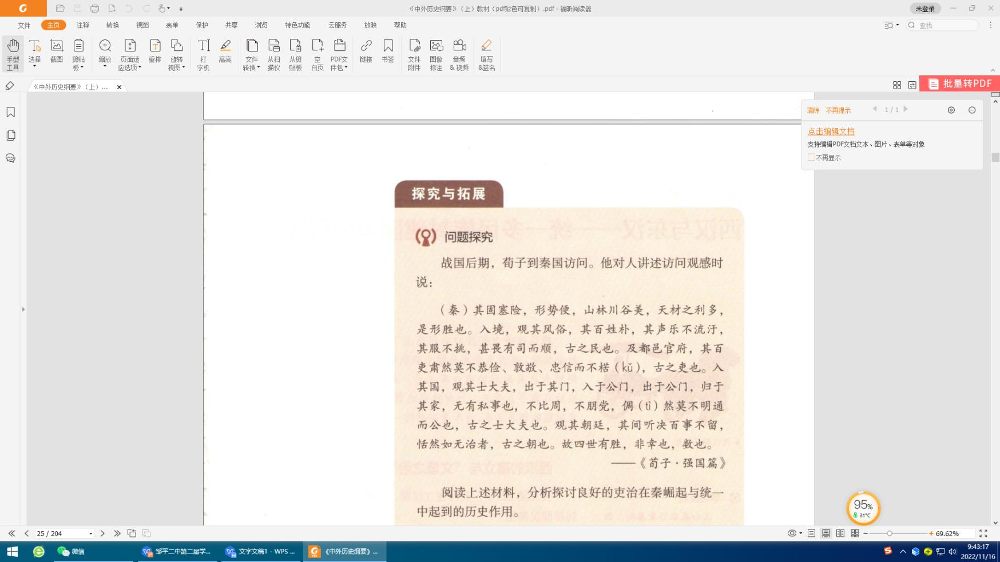 《中外历史纲要》（上）教材（pdf彩色可复制）.pdf - 福昕阅读器
未登录
文件 主页 注释 转换 视图 表单 保护 共享 浏览 特色功能 云服务 放映 帮助
查找
手型工具 选择 截图 剪贴板 缩放 页面适应选项 重排 旋转视图 打字机 高亮 文件转换 从扫描仪 从剪贴板 空白页 PDF文件包 链接 书签 文件附件 图像标注 音频&视频 填写&签名
《中外历史纲要》（上）...
批量转PDF
清除 不再提示 1 / 1
点击编辑文档
支持编辑PDF文档文本、图片、表单等对象
不再显示
探究与拓展
问题探究
战国后期，荀子到秦国访问。他对人讲述访问观感时
说：
（秦）其固塞险，形势便，山林川谷美，天材之利多，
是形胜也。入境，观其风俗，其百姓朴，其声乐不流汙，
其服不挑，甚畏有司而顺，古之民也。及都邑官府，其百
吏肃然莫不恭俭、敦敬、忠信而不楛（kǔ），古之吏也。入
其国，观其士大夫，出于其门，入于公门，出于公门，归于
其家，无有私事也，不比周，不朋党，倜（tì）然莫不明通
而公也，古之士大夫也。观其朝廷，其间听决百事不留，
恬然如无治者，古之朝也。故四世有胜，非幸也，数也。
——《荀子·强国篇》
阅读上述材料，分析探讨良好的吏治在秦崛起与统一
中起到的历史作用。
95%
31℃
25 / 204
69.62%
微信 邹平二中第二届学... 文字文稿1 - WPS ... 《中外历史纲要》...
9:43:17
2022/11/16